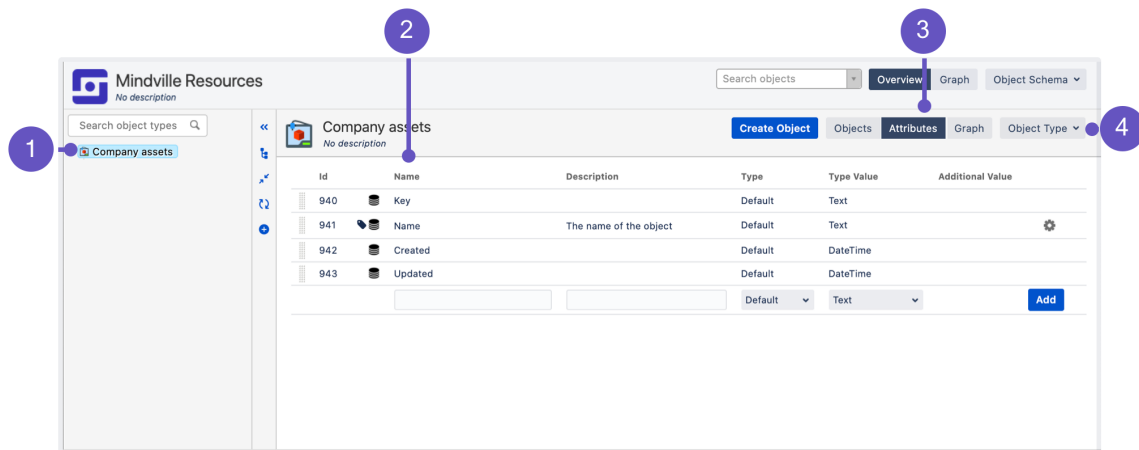 2
3
Mindville Resources
No description
Search objects
Overview
Graph
Object Schema
Search object types
1
Company assets
Company assets
No description
Create Object
Objects
Attributes
Graph
Object Type
4
Id Name Description Type Type Value Additional Value
940 Key Default Text
941 Name The name of the object Default Text
942 Created Default DateTime
943 Updated Default DateTime
Default Text Add